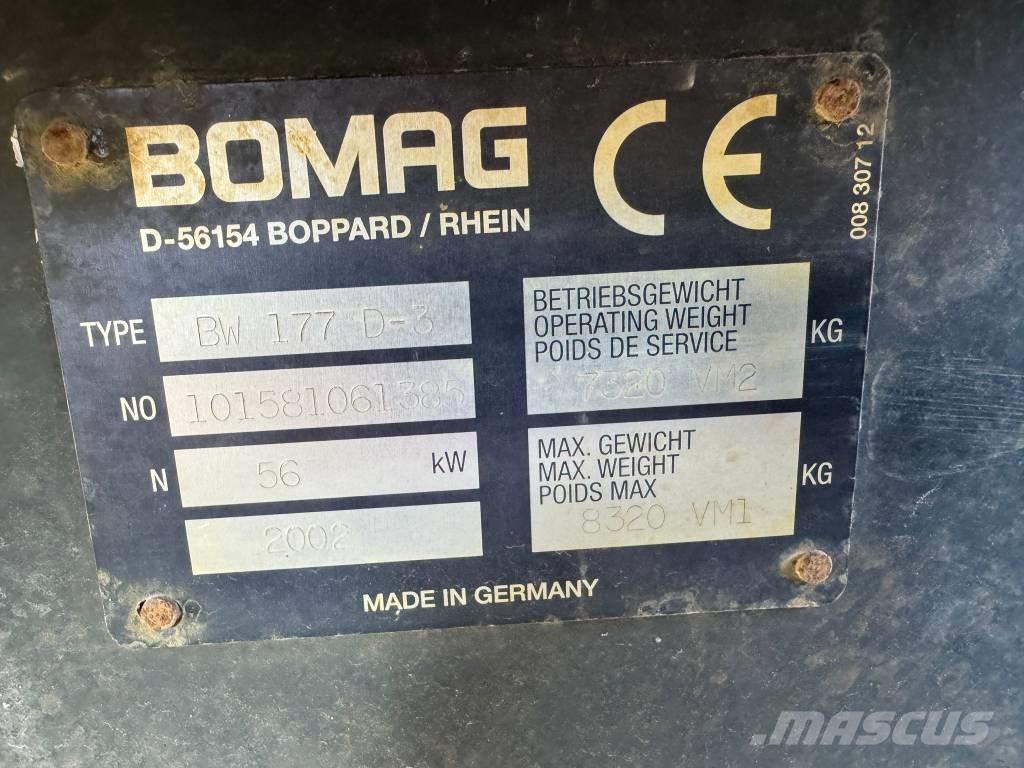 BOMAG CE
D-56154 BOPPARD / RHEIN
008 307 12
TYPE BW 177 D-3
NO 101581061385
N 56 kW
2002
BETRIEBSGEWICHT
OPERATING WEIGHT KG
POIDS DE SERVICE
7320 VM2
MAX. GEWICHT
MAX. WEIGHT KG
POIDS MAX
8320 VM1
MADE IN GERMANY
MASCUS